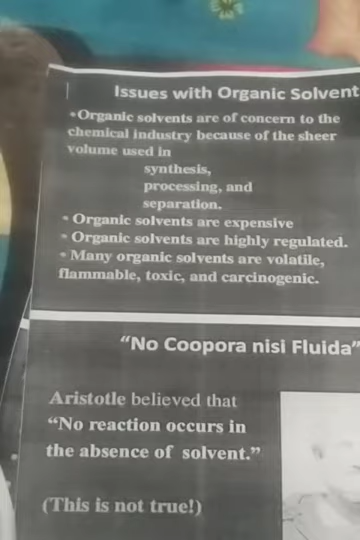 Issues with Organic Solvent
•Organic solvents are of concern to the
chemical industry because of the sheer
volume used in
synthesis,
processing, and
separation.
• Organic solvents are expensive
• Organic solvents are highly regulated.
• Many organic solvents are volatile,
flammable, toxic, and carcinogenic.
“No Coopora nisi Fluida”
Aristotle believed that
“No reaction occurs in
the absence of solvent.”
(This is not true!)